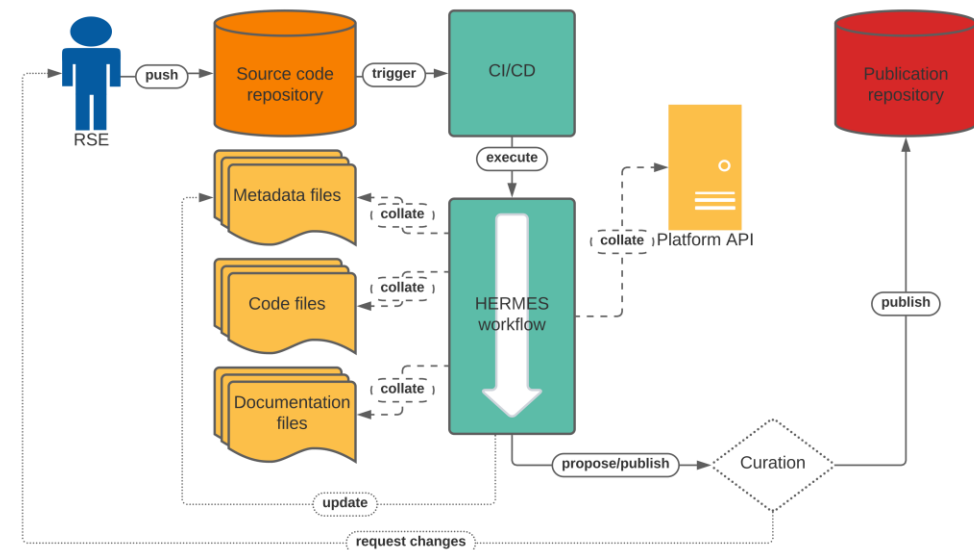 RSE
push
Source code
repository
trigger
CI/CD
Publication
repository
execute
Metadata files
collate
collate
Platform API
Code files
collate
HERMES
workflow
publish
Documentation
files
collate
propose/publish
Curation
update
request changes